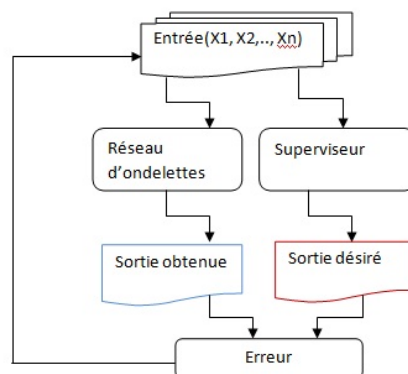 Entrée(X1, X2,.., Xn)
Réseau
d'ondelettes
Superviseur
Sortie obtenue
Sortie désiré
Erreur